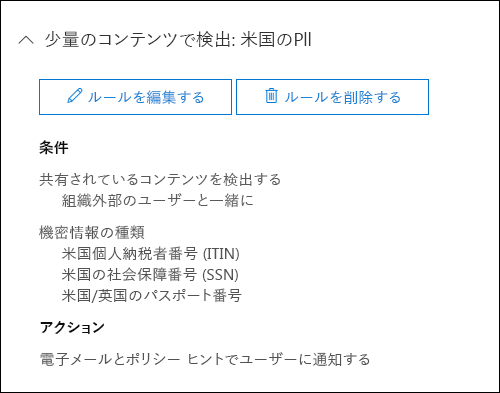 少量のコンテンツで検出: 米国のPII
ルールを編集する
ルールを削除する
条件
共有されているコンテンツを検出する
組織外部のユーザーと一緒に
機密情報の種類
米国個人納税者番号 (ITIN)
米国の社会保障番号 (SSN)
米国/英国のパスポート番号
アクション
電子メールとポリシー ヒントでユーザーに通知する